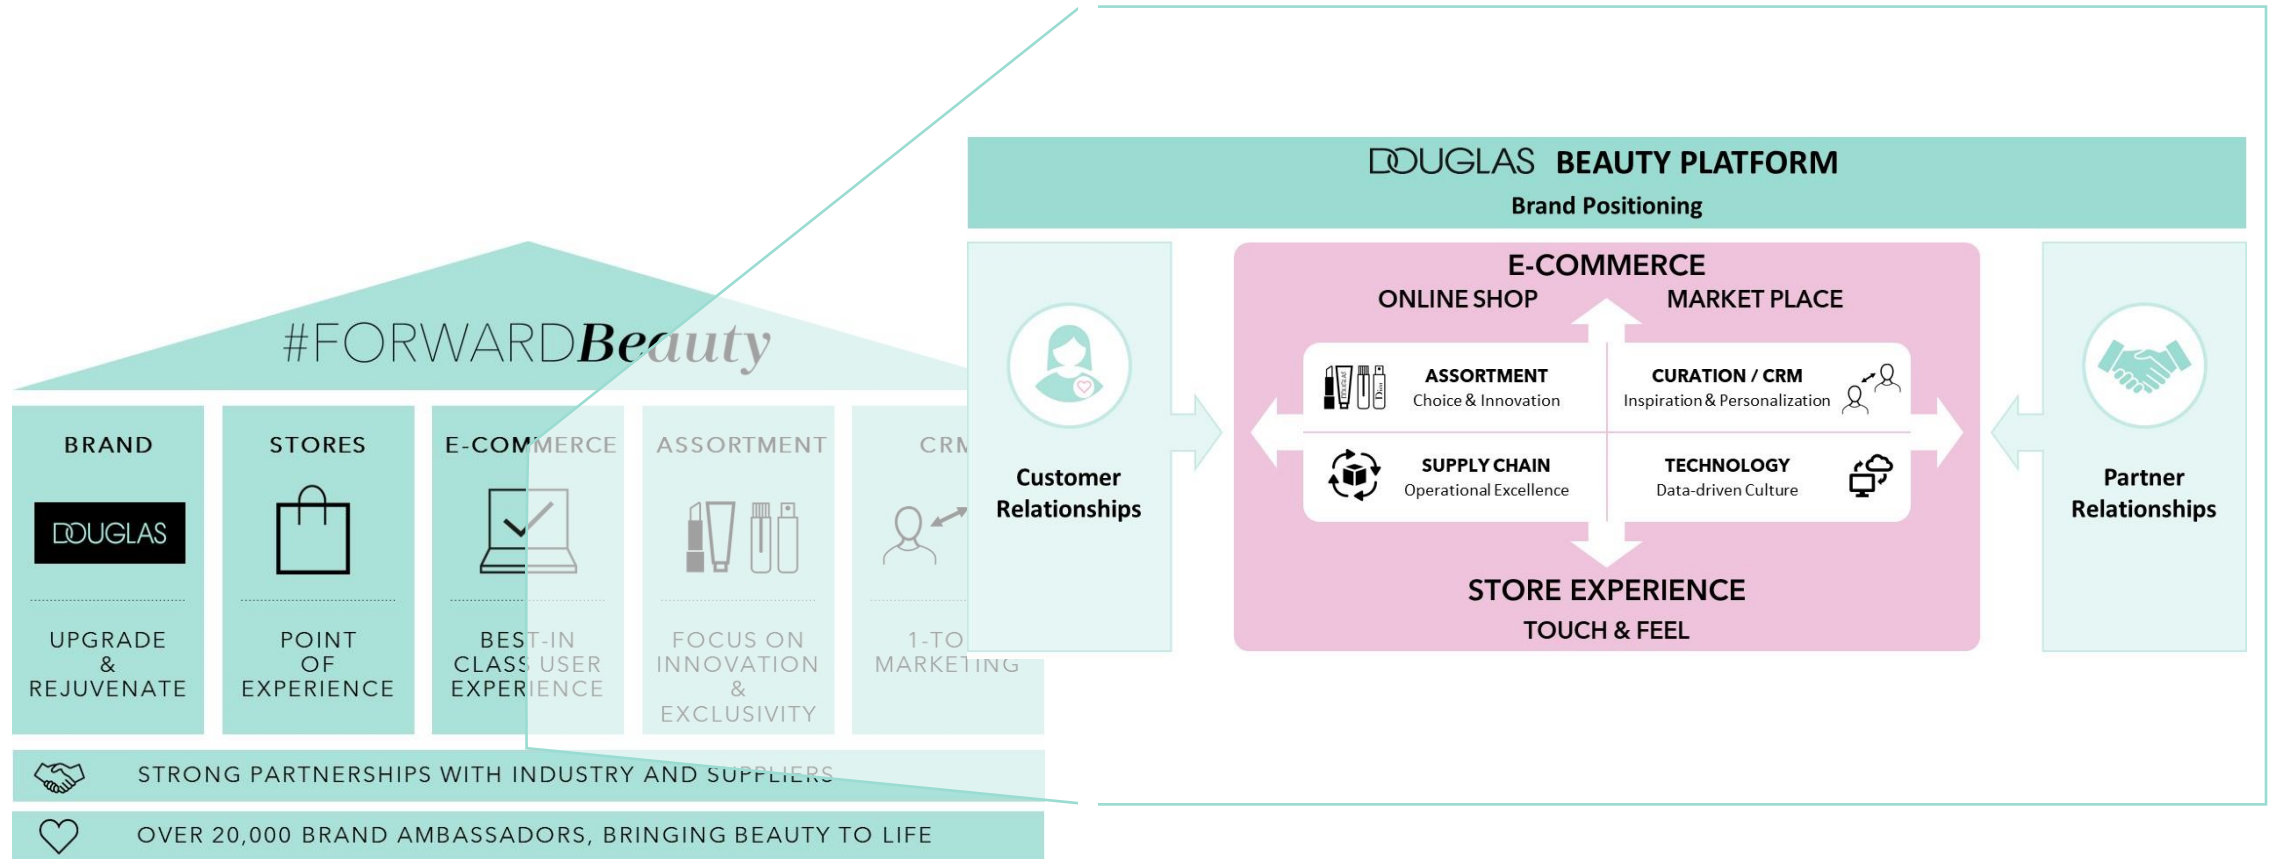 #FORWARDBeauty
BRAND
DOUGLAS
UPGRADE
&
REJUVENATE
STORES
POINT
OF
EXPERIENCE
E-COMMERCE
BEST-IN
CLASS USER
EXPERIENCE
ASSORTMENT
FOCUS ON
INNOVATION
&
EXCLUSIVITY
CRM
1-TO
MARKETING
STRONG PARTNERSHIPS WITH INDUSTRY AND SUPPLIERS
OVER 20,000 BRAND AMBASSADORS, BRINGING BEAUTY TO LIFE
DOUGLAS BEAUTY PLATFORM
Brand Positioning
Customer
Relationships
E-COMMERCE
ONLINE SHOP
MARKET PLACE
DOUGLAS
Dior
ASSORTMENT
Choice & Innovation
CURATION / CRM
Inspiration & Personalization
SUPPLY CHAIN
Operational Excellence
TECHNOLOGY
Data-driven Culture
STORE EXPERIENCE
TOUCH & FEEL
Partner
Relationships